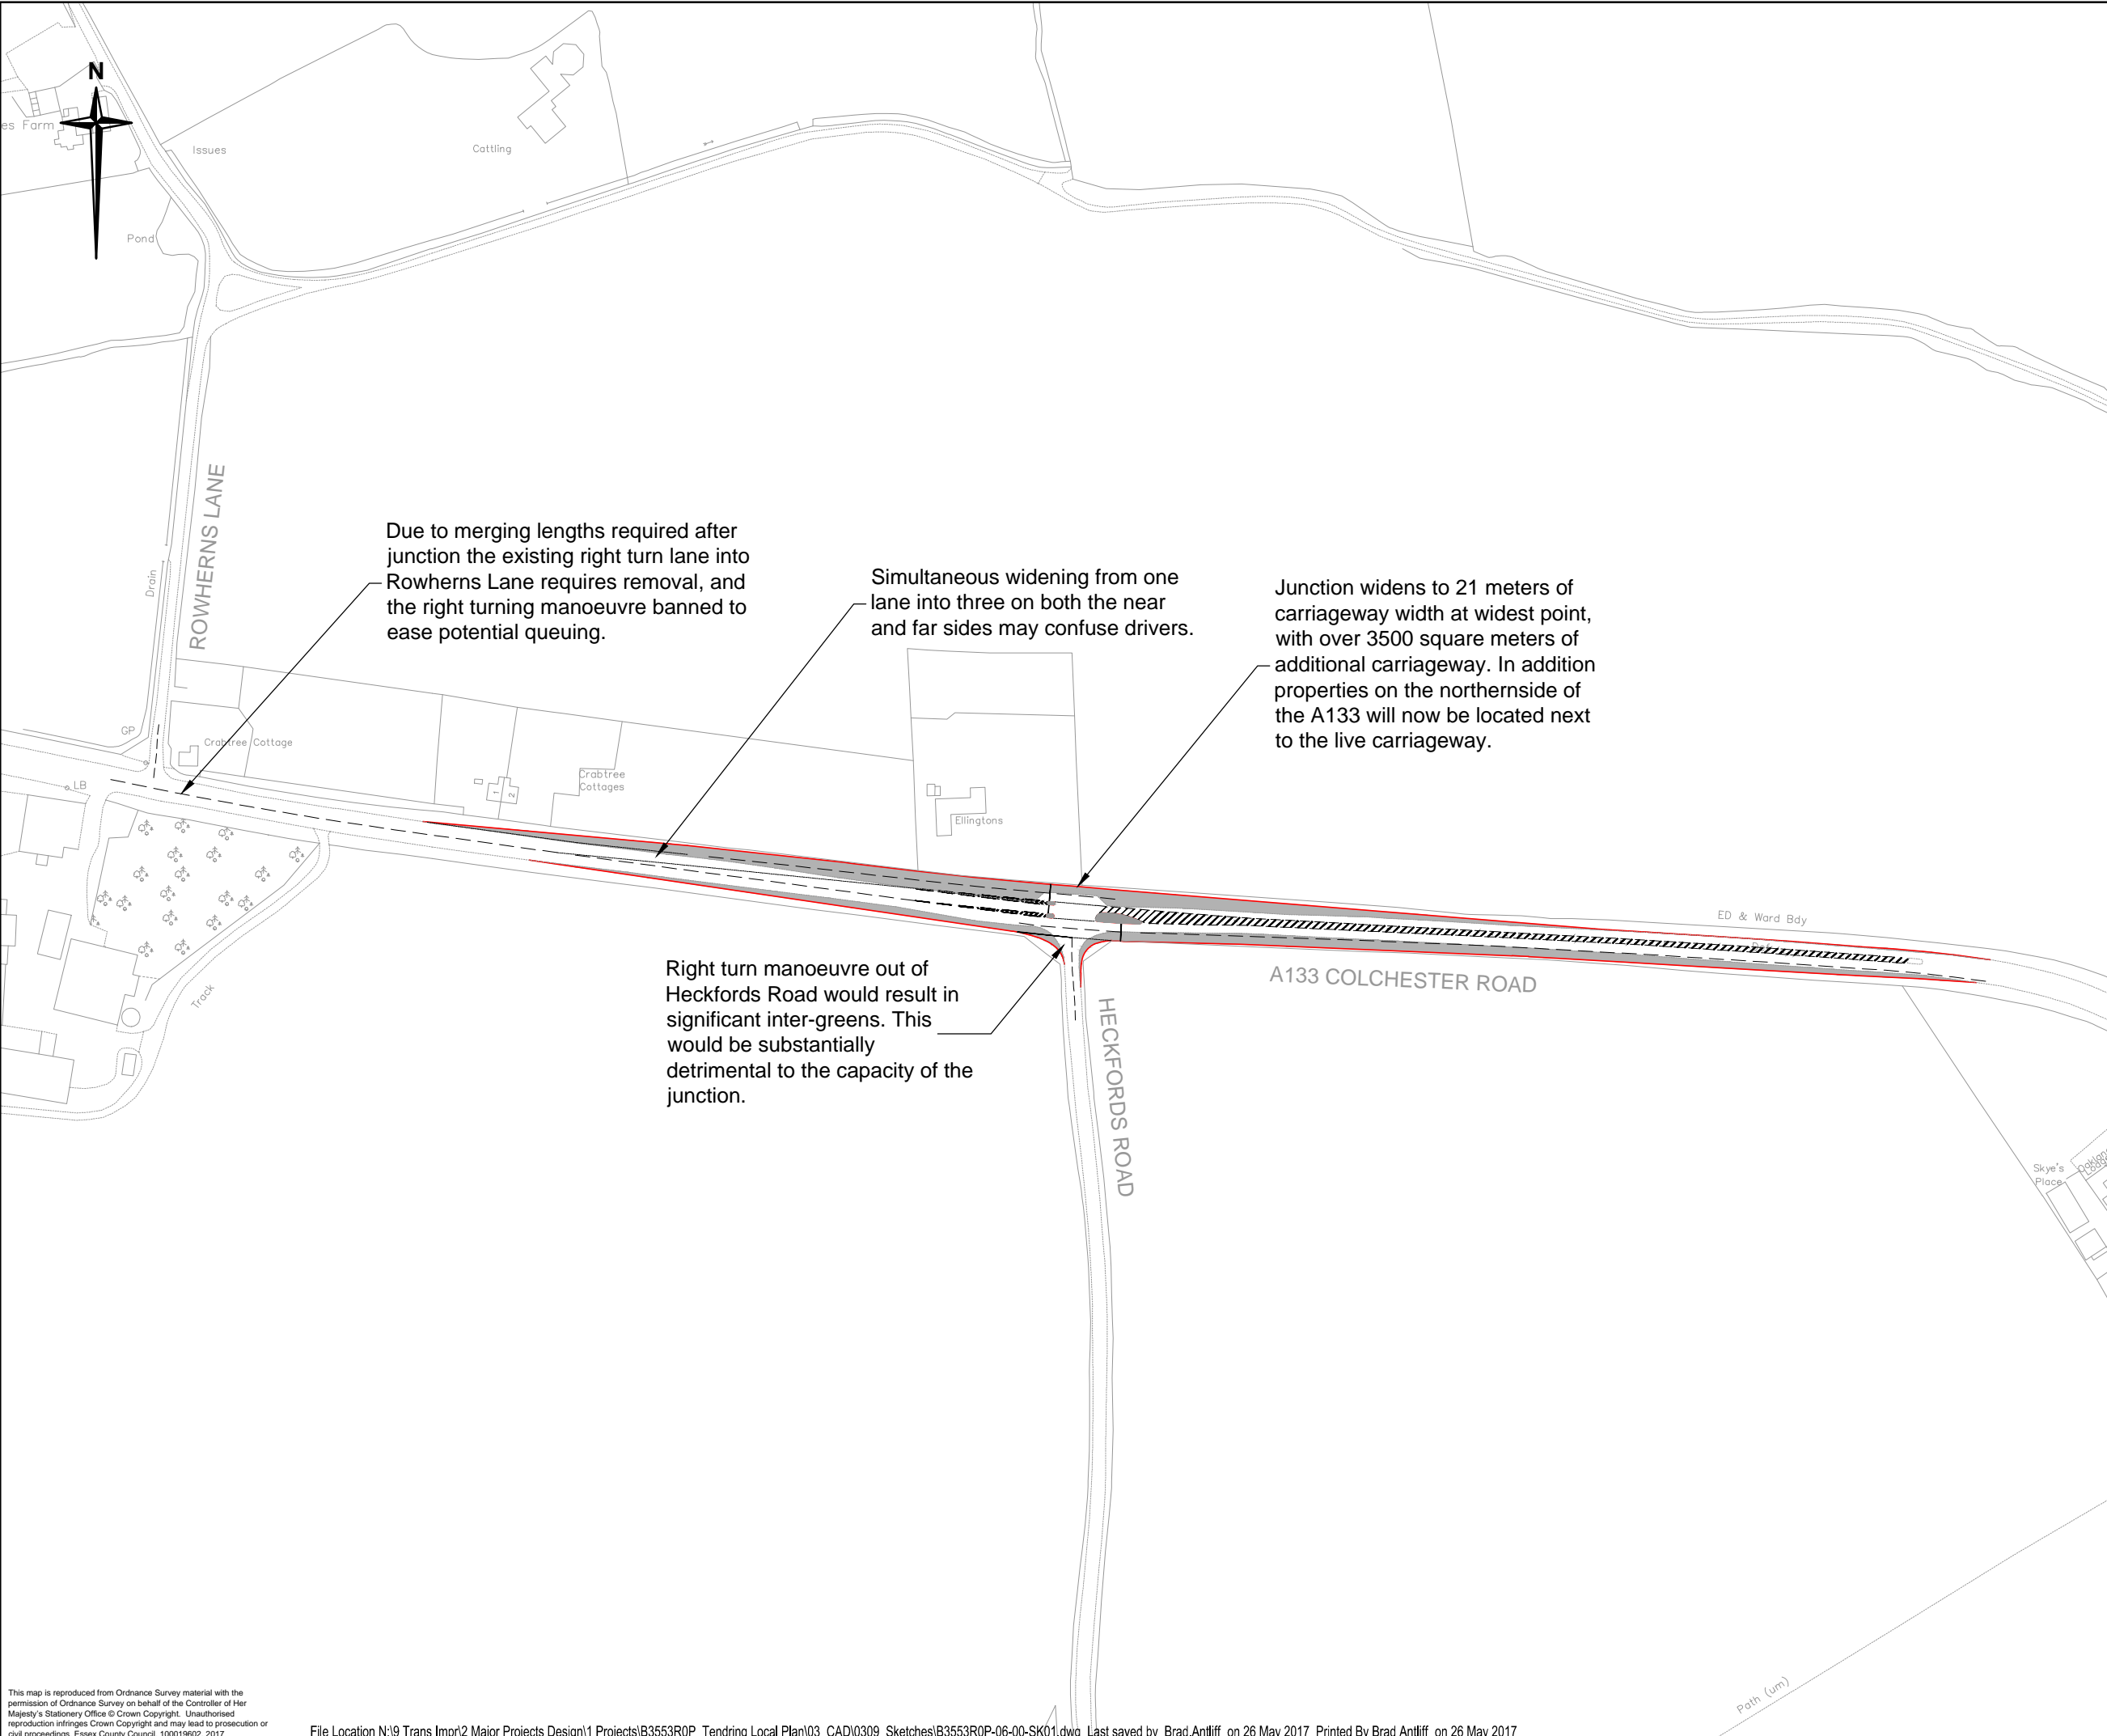 N
es Farm
Issues
Cattling
Pond
ROWHERNS LANE
Drain
Due to merging lengths required after
junction the existing right turn lane into
Rowherns Lane requires removal, and
the right turning manoeuvre banned to
ease potential queuing.
Simultaneous widening from one
lane into three on both the near
and far sides may confuse drivers.
Junction widens to 21 meters of
carriageway width at widest point,
with over 3500 square meters of
additional carriageway. In addition
properties on the northernside of
the A133 will now be located next
to the live carriageway.
GP
Crabtree Cottage
LB
1
2
Crabtree
Cottages
Ellingtons
ED & Ward Bdy
A133 COLCHESTER ROAD
Right turn manoeuvre out of
Heckfords Road would result in
significant inter-greens. This
would be substantially
detrimental to the capacity of the
junction.
Track
HECKFORDS ROAD
Skye's
Place
Path (um)
This map is reproduced from Ordnance Survey material with the
permission of Ordnance Survey on behalf of the Controller of Her
Majesty's Stationery Office © Crown Copyright. Unauthorised
reproduction infringes Crown Copyright and may lead to prosecution or
civil proceedings. Essex County Council, 100019602, 2017
File Location N:\9 Trans Impr\2 Major Projects Design\1 Projects\B3553R0P_Tendring Local Plan\03_CAD\0309_Sketches\B3553R0P-06-00-SK01.dwg Last saved by Brad.Antliff on 26 May 2017 Printed By Brad Antliff on 26 May 2017